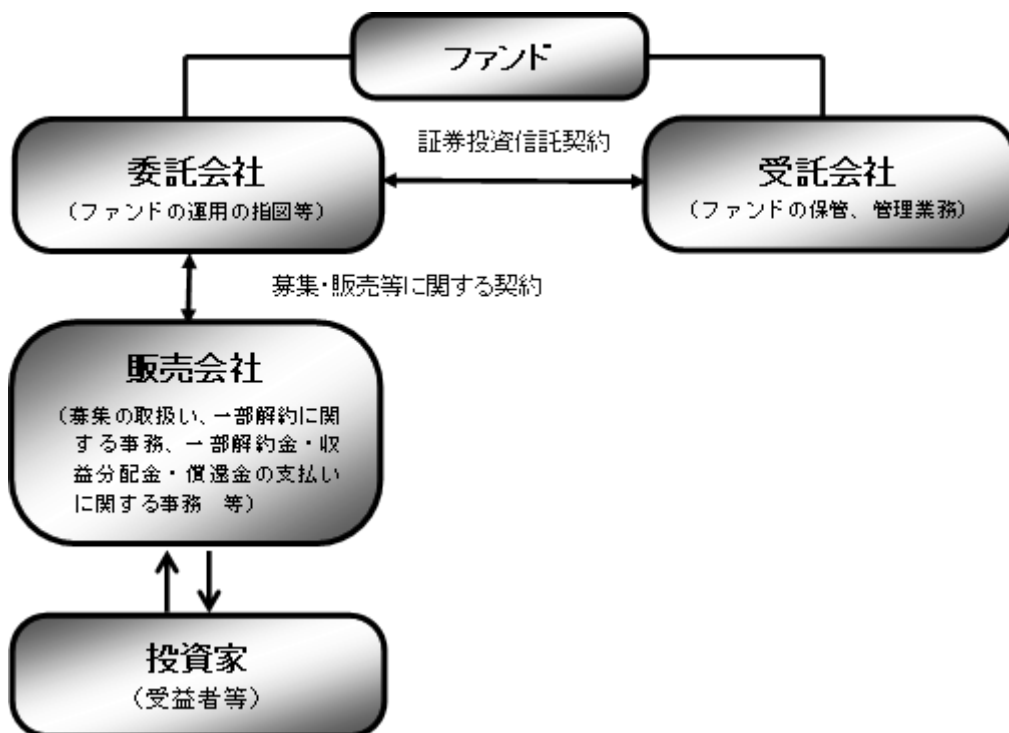 ファンド
証券投資信託契約
委託会社
(ファンドの運用の指図等)
受託会社
(ファンドの保管、管理業務)
募集・販売等に関する契約
販売会社
(募集の取扱い、一部解約に関
する事務、一部解約金・収
益分配金・償還金の支払い
に関する事務　等)
投資家
(受益者等)